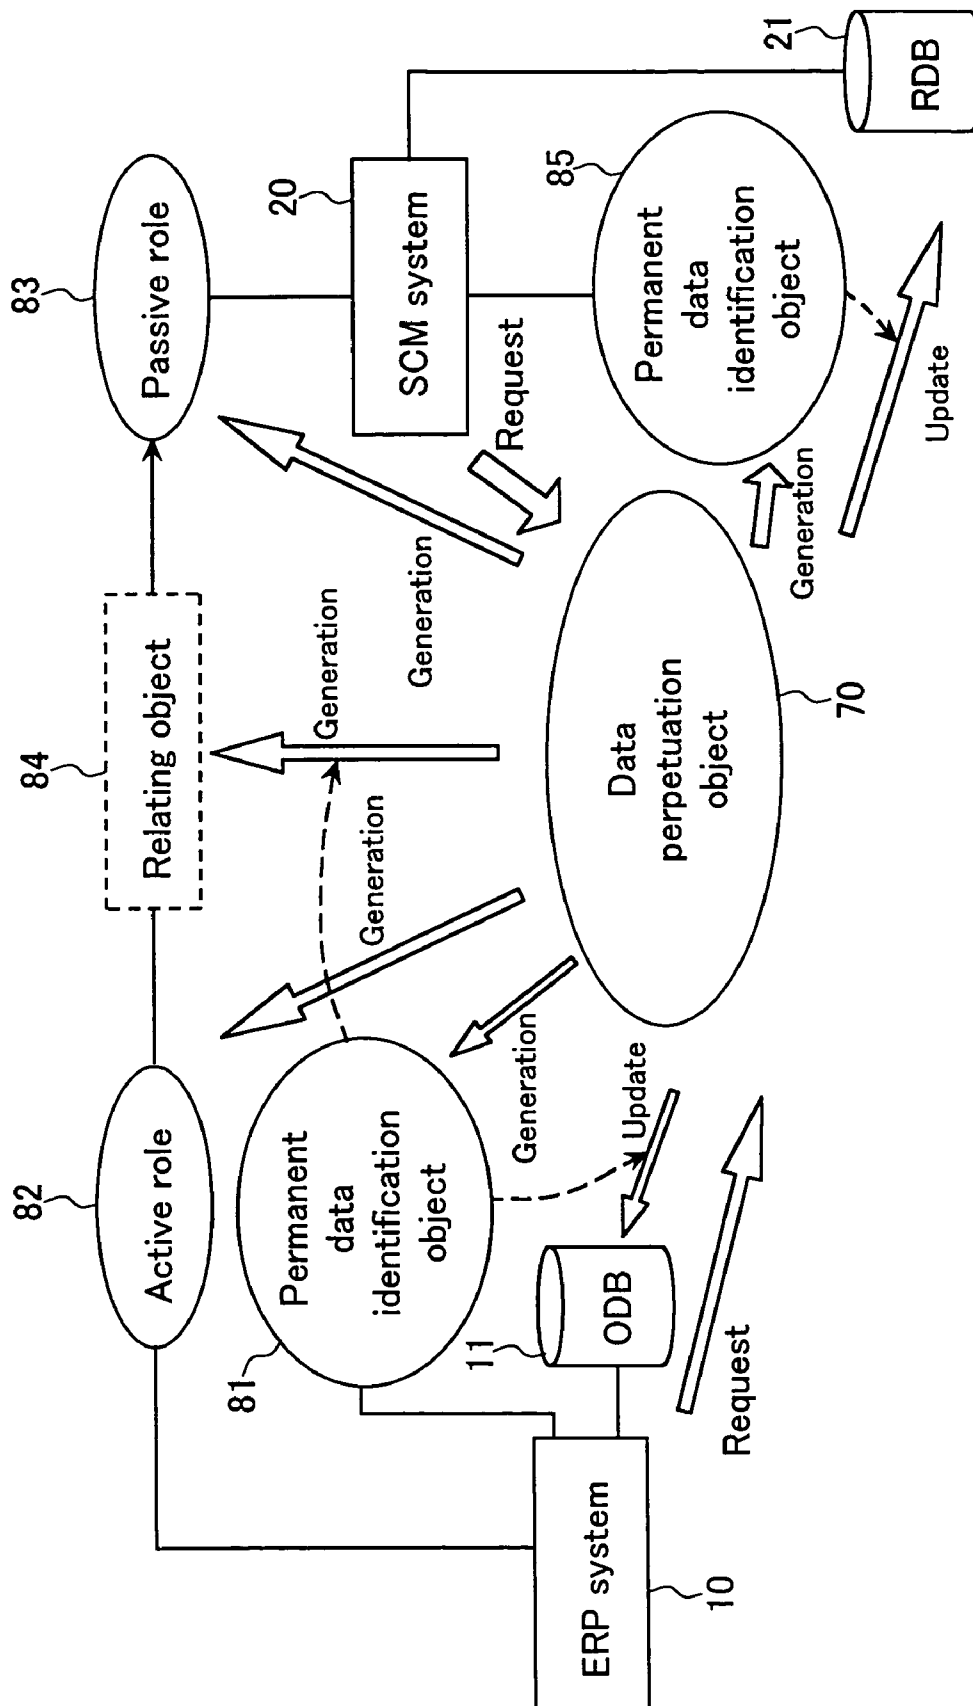 82
Active role
84
Relating object
83
Passive role
81
Permanent
data
identification
object
Generation
Generation
Generation
Generation
20
SCM system
Request
11
ODB
Update
Data
perpetuation
object
70
Generation
85
Permanent
data
identification
object
21
RDB
Update
ERP system
10
Request